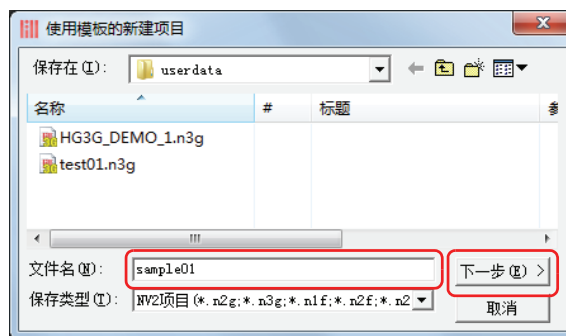 使用模板的新建项目
保存在(I): userdata
名称 # 标题
HG3G_DEMO_1.n3g
test01.n3g
文件名(N): sample01 下一步(E) >
保存类型(T): NV2项目(*.n2g;*.n3g;*.n1f;*.n2f;*.n2 取消